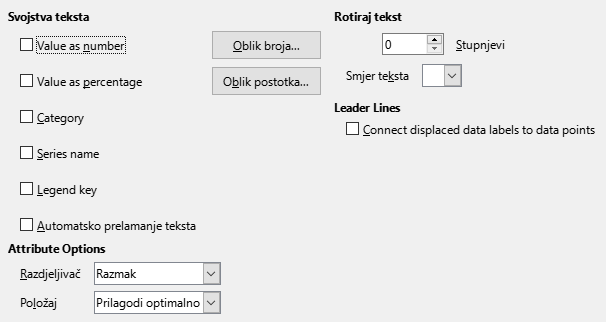 Svojstva teksta
Value as number
Oblik broja...
Value as percentage
Oblik postotka...
Category
Series name
Legend key
Automatsko prelamanje teksta
Attribute Options
Razdjeljivač
Razmak
Položaj
Prilagodi optimalno
Rotiraj tekst
0
Stupnjevi
Smjer teksta
Leader Lines
Connect displaced data labels to data points